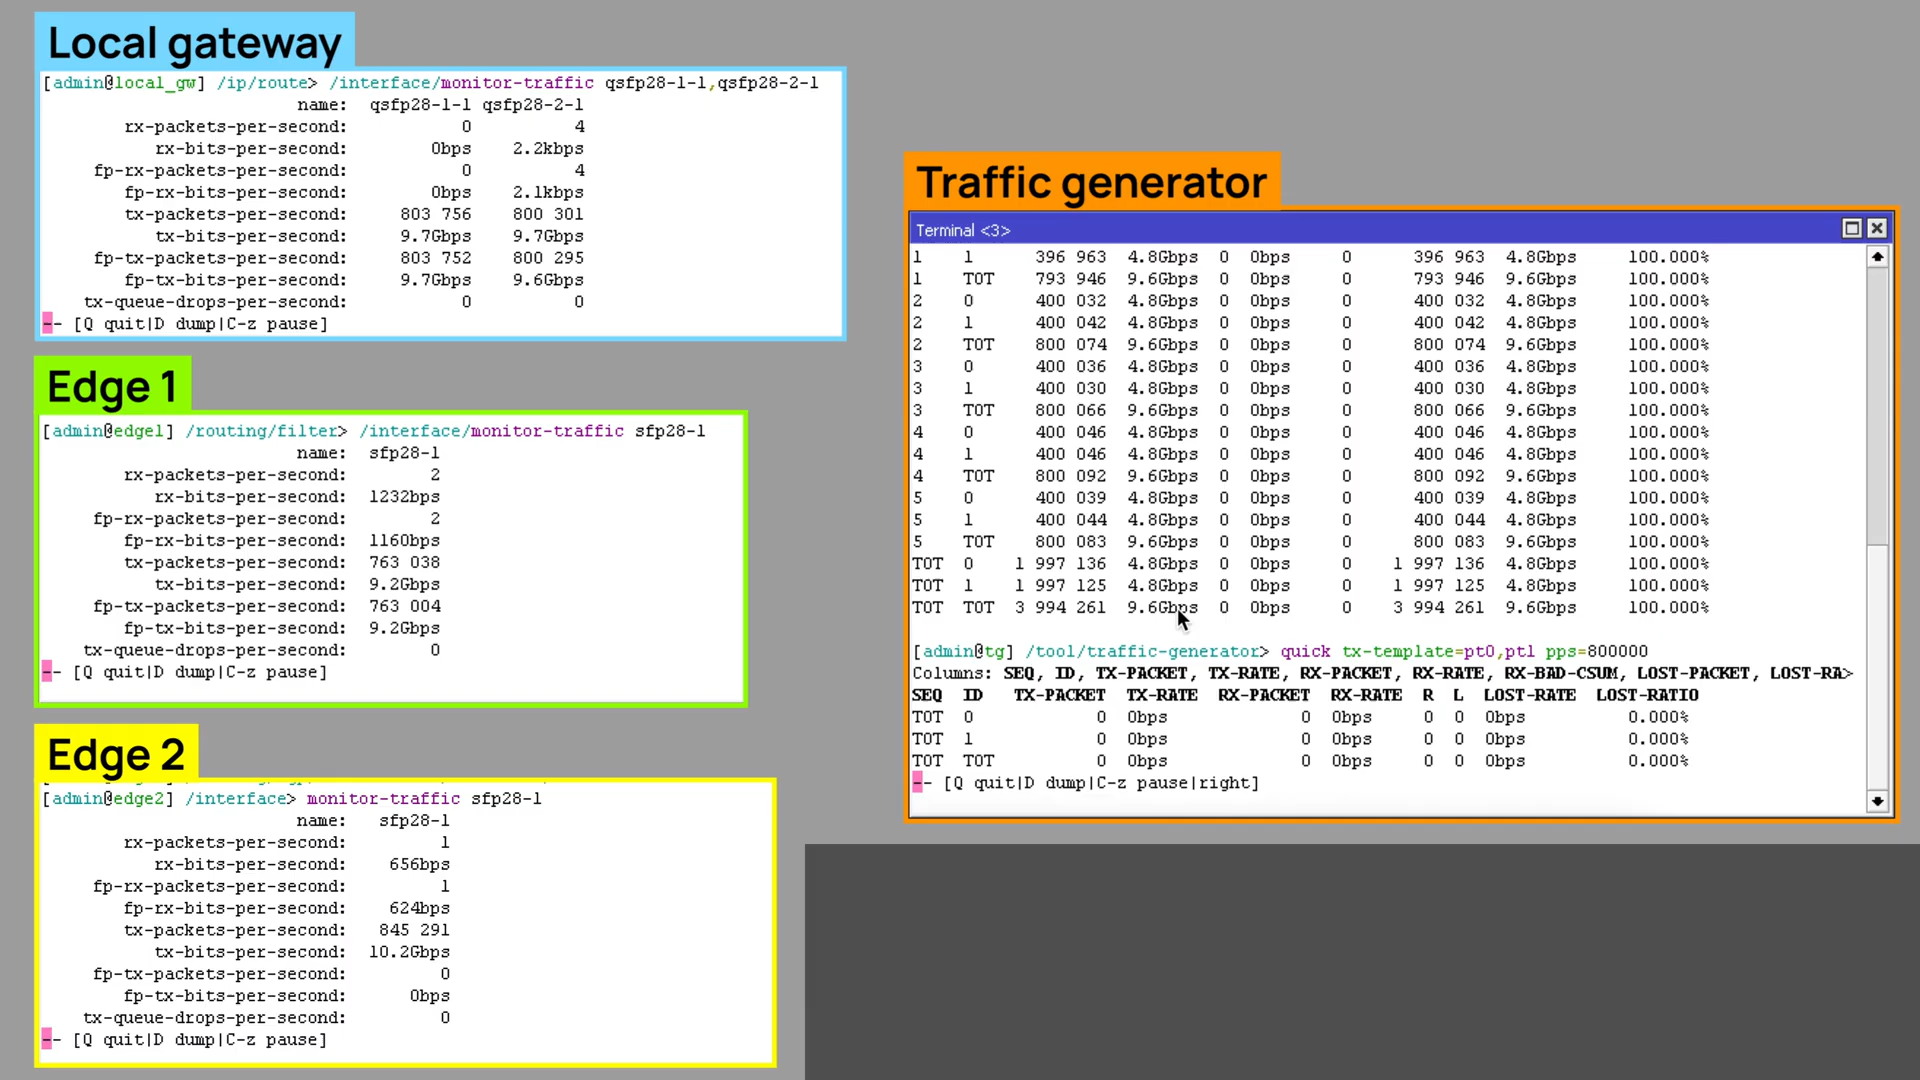 Local gateway
[admin@local_gw] /ip/route> /interface/monitor-traffic qsfp28-1-1,qsfp28-2-1
name: qsfp28-1-1 qsfp28-2-1
rx-packets-per-second: 0 4
rx-bits-per-second: 0bps 2.2kbps
fp-rx-packets-per-second: 0 4
fp-rx-bits-per-second: 0bps 2.1kbps
tx-packets-per-second: 803 756 800 301
tx-bits-per-second: 9.7Gbps 9.7Gbps
fp-tx-packets-per-second: 803 752 800 295
fp-tx-bits-per-second: 9.7Gbps 9.6Gbps
tx-queue-drops-per-second: 0 0
-- [Q quit|D dump|C-z pause]
Edge 1
[admin@edge1] /routing/filter> /interface/monitor-traffic sfp28-1
name: sfp28-1
rx-packets-per-second: 2
rx-bits-per-second: 1232bps
fp-rx-packets-per-second: 2
fp-rx-bits-per-second: 1160bps
tx-packets-per-second: 763 038
tx-bits-per-second: 9.2Gbps
fp-tx-packets-per-second: 763 004
fp-tx-bits-per-second: 9.2Gbps
tx-queue-drops-per-second: 0
-- [Q quit|D dump|C-z pause]
Edge 2
[admin@edge2] /interface> monitor-traffic sfp28-1
name: sfp28-1
rx-packets-per-second: 1
rx-bits-per-second: 656bps
fp-rx-packets-per-second: 1
fp-rx-bits-per-second: 624bps
tx-packets-per-second: 845 291
tx-bits-per-second: 10.2Gbps
fp-tx-packets-per-second: 0
fp-tx-bits-per-second: 0bps
tx-queue-drops-per-second: 0
-- [Q quit|D dump|C-z pause]
Traffic generator
Terminal <3>
1 1 396 963 4.8Gbps 0 0bps 0 396 963 4.8Gbps 100.000%
1 TOT 793 946 9.6Gbps 0 0bps 0 793 946 9.6Gbps 100.000%
2 0 400 032 4.8Gbps 0 0bps 0 400 032 4.8Gbps 100.000%
2 1 400 042 4.8Gbps 0 0bps 0 400 042 4.8Gbps 100.000%
2 TOT 800 074 9.6Gbps 0 0bps 0 800 074 9.6Gbps 100.000%
3 0 400 036 4.8Gbps 0 0bps 0 400 036 4.8Gbps 100.000%
3 1 400 030 4.8Gbps 0 0bps 0 400 030 4.8Gbps 100.000%
3 TOT 800 066 9.6Gbps 0 0bps 0 800 066 9.6Gbps 100.000%
4 0 400 046 4.8Gbps 0 0bps 0 400 046 4.8Gbps 100.000%
4 1 400 046 4.8Gbps 0 0bps 0 400 046 4.8Gbps 100.000%
4 TOT 800 092 9.6Gbps 0 0bps 0 800 092 9.6Gbps 100.000%
5 0 400 039 4.8Gbps 0 0bps 0 400 039 4.8Gbps 100.000%
5 1 400 044 4.8Gbps 0 0bps 0 400 044 4.8Gbps 100.000%
5 TOT 800 083 9.6Gbps 0 0bps 0 800 083 9.6Gbps 100.000%
TOT 0 1 997 136 4.8Gbps 0 0bps 0 1 997 136 4.8Gbps 100.000%
TOT 1 1 997 125 4.8Gbps 0 0bps 0 1 997 125 4.8Gbps 100.000%
TOT TOT 3 994 261 9.6Gbps 0 0bps 0 3 994 261 9.6Gbps 100.000%
[admin@tg] /tool/traffic-generator> quick tx-template=pt0,pt1 pps=800000
Columns: SEQ, ID, TX-PACKET, TX-RATE, RX-PACKET, RX-RATE, RX-BAD-CSUM, LOST-PACKET, LOST-RA>
SEQ ID TX-PACKET TX-RATE RX-PACKET RX-RATE R L LOST-RATE LOST-RATIO
TOT 0 0 0bps 0 0bps 0 0 0bps 0.000%
TOT 1 0 0bps 0 0bps 0 0 0bps 0.000%
TOT TOT 0 0bps 0 0bps 0 0 0bps 0.000%
-- [Q quit|D dump|C-z pause|right]